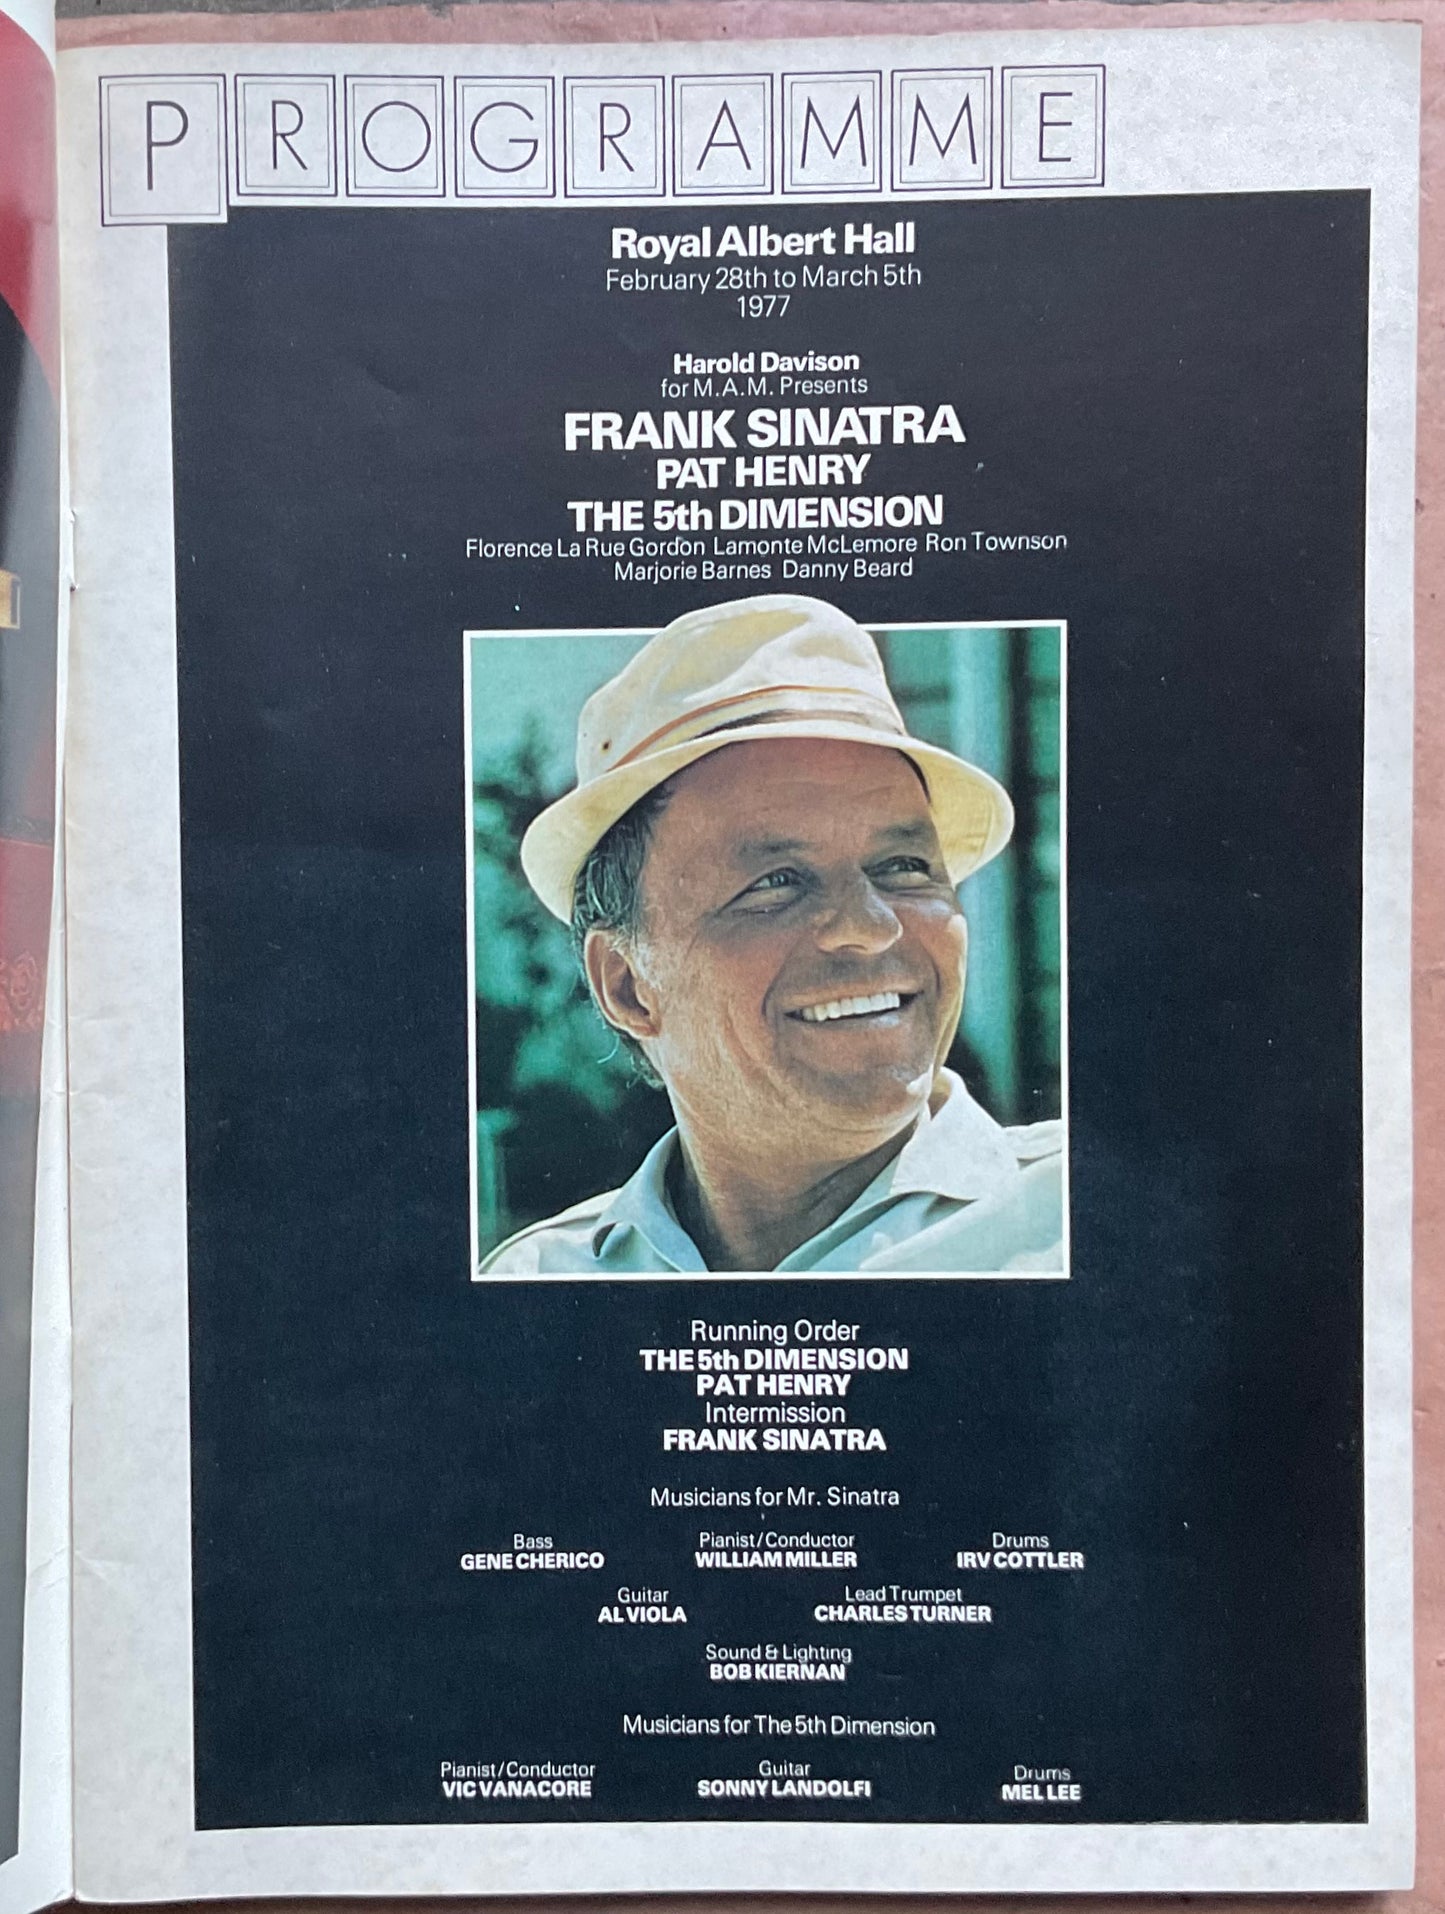 PROGRAMME
Royal Albert Hall
February 28th to March 5th
1977
Harold Davison
for M.A.M. Presents
FRANK SINATRA
PAT HENRY
THE 5th DIMENSION
Florence La Rue Gordon Lamonte McLemore Ron Townson
Marjorie Barnes Danny Beard
Running Order
THE 5th DIMENSION
PAT HENRY
Intermission
FRANK SINATRA
Musicians for Mr. Sinatra
Bass Pianist/Conductor Drums
GENE CHERICO WILLIAM MILLER IRV COTTLER
Guitar Lead Trumpet
AL VIOLA CHARLES TURNER
Sound & Lighting
BOB KIERNAN
Musicians for The 5th Dimension
Pianist/Conductor Guitar Drums
VIC VANACORE SONNY LANDOLFI MEL LEE